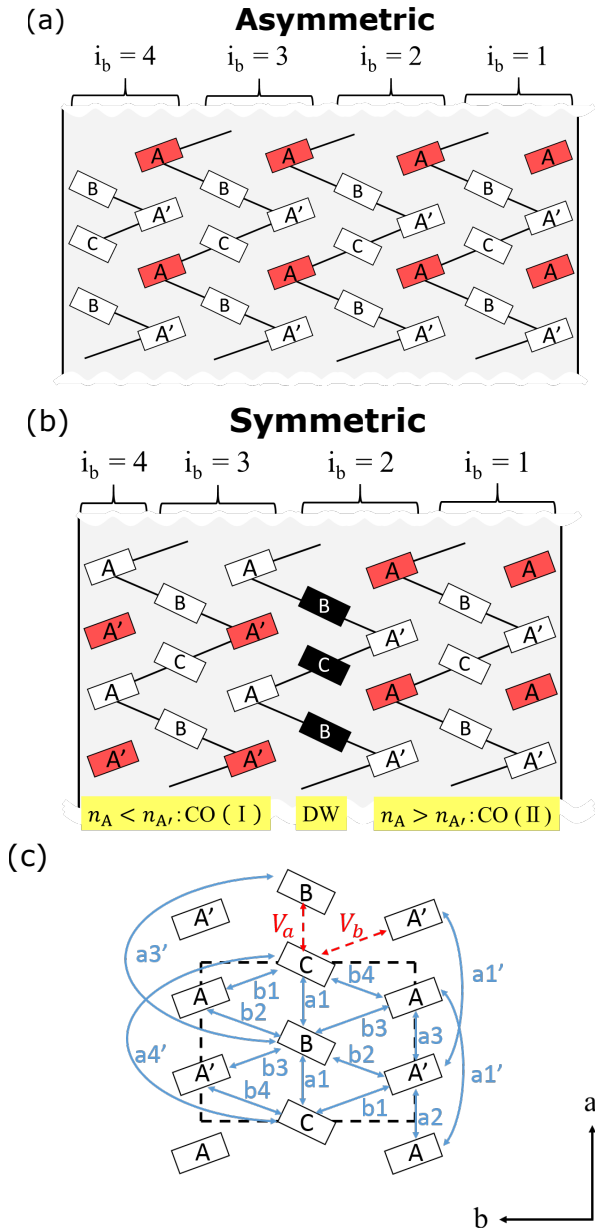 (a) Asymmetric
i_b = 4 i_b = 3 i_b = 2 i_b = 1
A A A A
B B B B
A' A' A'
C C C C
A A A A
B B B B
A' A' A'
(b) Symmetric
i_b = 4 i_b = 3 i_b = 2 i_b = 1
A A A A
B B B
A' A' A' A'
C C C
A A A A
B B B
A' A' A' A'
n_A < n_A' :CO(I) DW n_A > n_A' :CO(II)
(c)
B
A' A'
V_a V_b
a3' C a1'
b1 a1 b4
A A
b2 b3 a3
a4' B
b3 b2
A' A' a1'
b4 a1 b1
C a2
A A
a
b